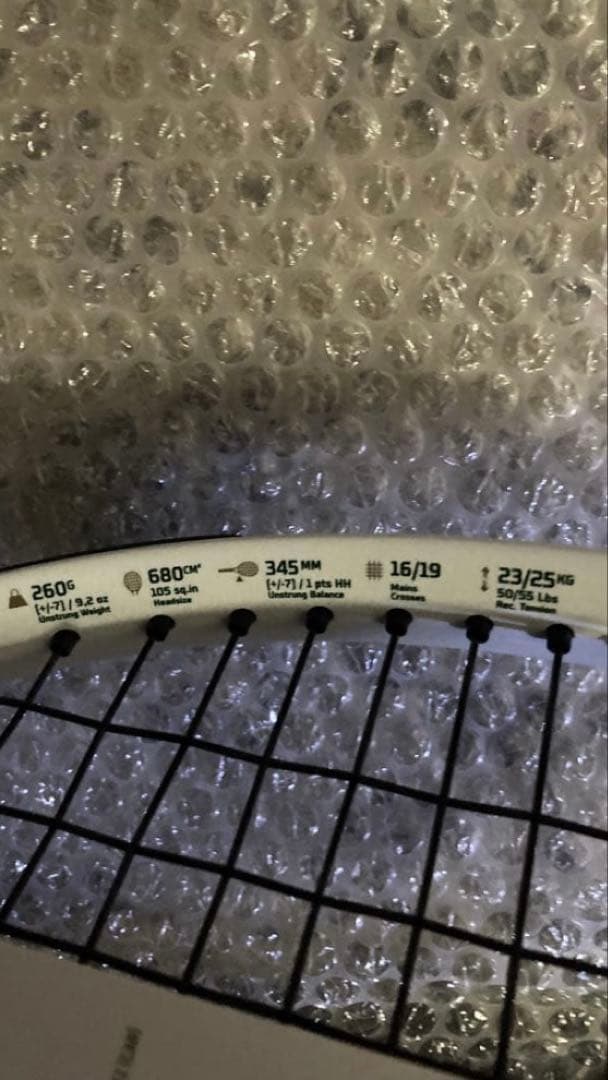 260G
[+/-7] / 9,2 oz
Unstrung Weight
680CM²
105 sq.in
Headsize
345MM
[+/-7] / 1 pts HH
Unstrung Balance
16/19
Mains
Crosses
23/25KG
50/55 Lbs
Rec. Tension